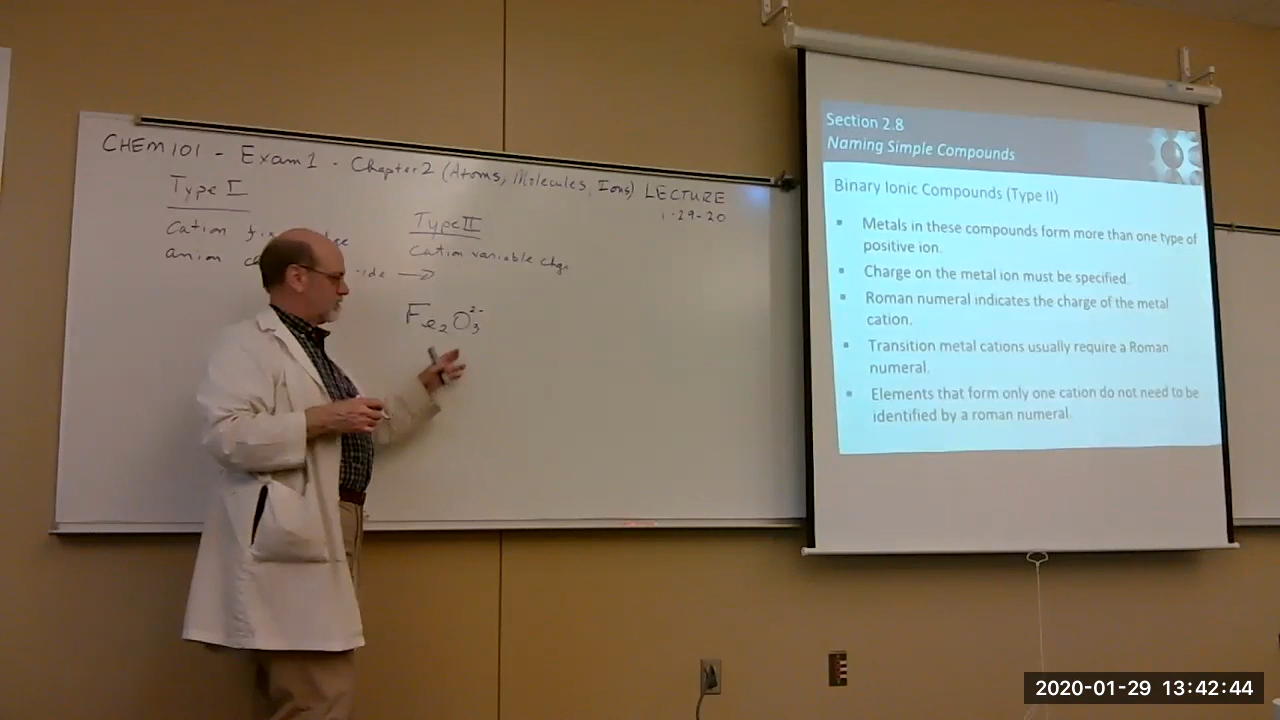 CHEM 101 - Exam 1 - Chapter 2 (Atoms, Molecules, Ions) LECTURE
1-29-20
Type I
Cation
anion
Type II
Cation variable chge
-ide →
Fe₂O₃²⁻
Section 2.8
Naming Simple Compounds
Binary Ionic Compounds (Type II)
▪ Metals in these compounds form more than one type of
positive ion.
▪ Charge on the metal ion must be specified.
▪ Roman numeral indicates the charge of the metal
cation.
▪ Transition metal cations usually require a Roman
numeral.
▪ Elements that form only one cation do not need to be
identified by a roman numeral.
2020-01-29 13:42:44